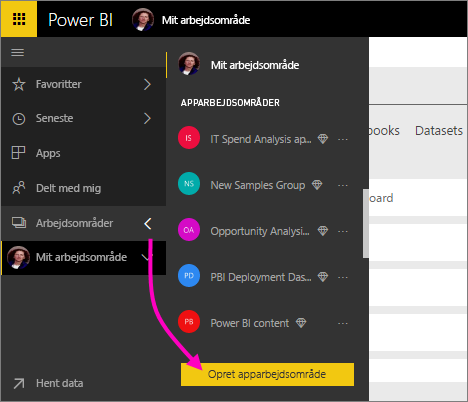 Power BI
Mit arbejdsområde
Favoritter
Seneste
Apps
Delt med mig
Arbejdsområder
Mit arbejdsområde
Hent data
Mit arbejdsområde
APPARBEJDSOMRÅDER
IS IT Spend Analysis ap... ...
NS New Samples Group ...
OA Opportunity Analysi... ...
PD PBI Deployment Das... ...
PB Power BI content ...
Opret apparbejdsområde
books Datasets
oard